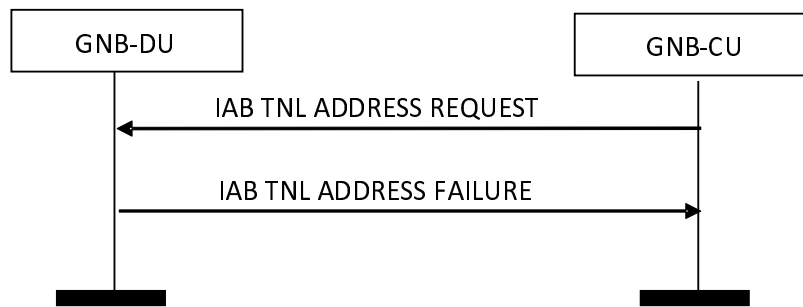 GNB-DU
GNB-CU
IAB TNL ADDRESS REQUEST
IAB TNL ADDRESS FAILURE